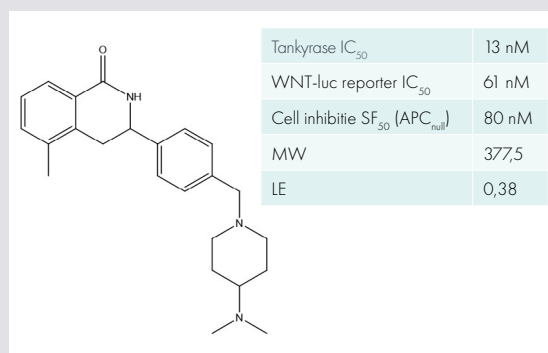 O
NH
N
N
Tankyrase IC50 13 nM
WNT-luc reporter IC50 61 nM
Cell inhibitie SF50 (APCnull) 80 nM
MW 377,5
LE 0,38